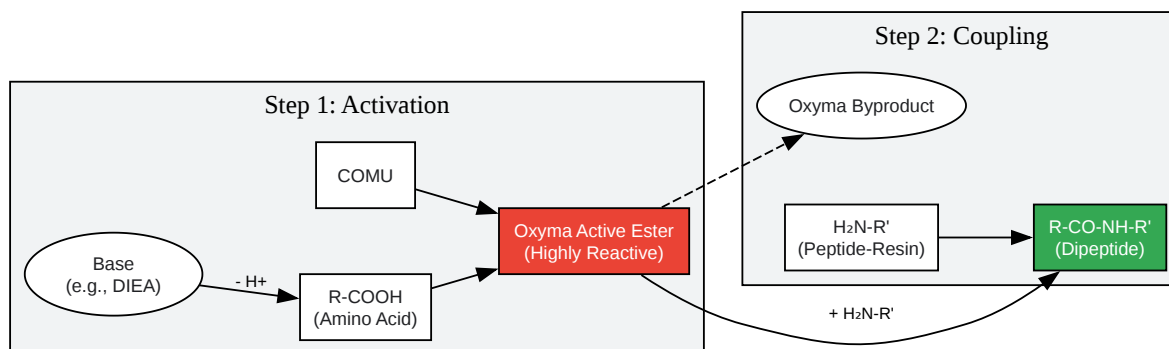 Step 1: Activation
COMU
Oxyma Active Ester
(Highly Reactive)
Base
(e.g., DIEA)
- H+
R-COOH
(Amino Acid)
Step 2: Coupling
Oxyma Byproduct
H₂N-R'
(Peptide-Resin)
R-CO-NH-R'
(Dipeptide)
+ H₂N-R'